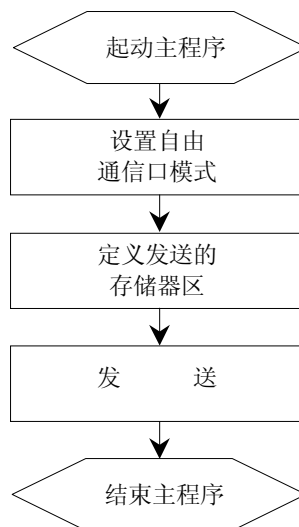 起动主程序
设置自由
通信口模式
定义发送的
存储器区
发 送
结束主程序